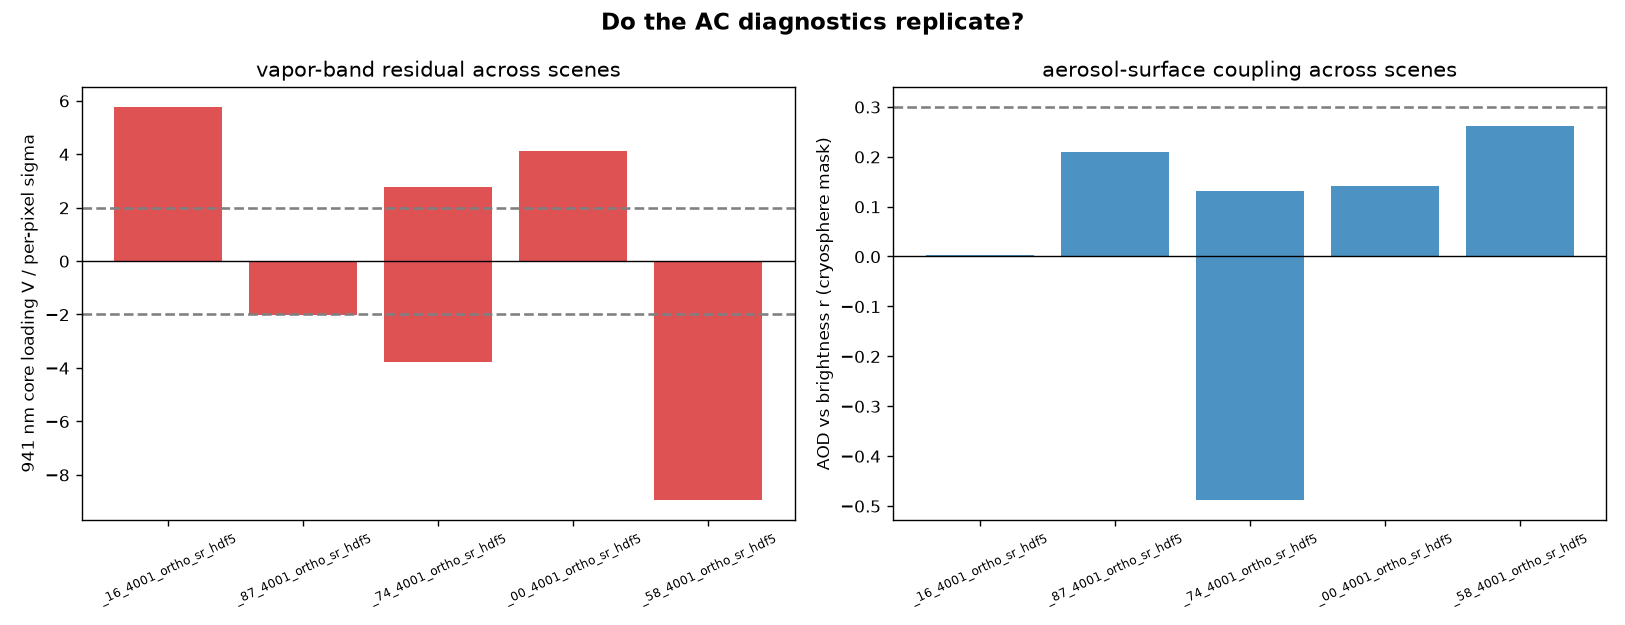 Do the AC diagnostics replicate?
vapor-band residual across scenes
941 nm core loading V / per-pixel sigma
6
4
2
0
−2
−4
−6
−8
_16_4001_ortho_sr_hdf5
_87_4001_ortho_sr_hdf5
_74_4001_ortho_sr_hdf5
_00_4001_ortho_sr_hdf5
_58_4001_ortho_sr_hdf5
aerosol-surface coupling across scenes
AOD vs brightness r (cryosphere mask)
0.3
0.2
0.1
0.0
−0.1
−0.2
−0.3
−0.4
−0.5
_16_4001_ortho_sr_hdf5
_87_4001_ortho_sr_hdf5
_74_4001_ortho_sr_hdf5
_00_4001_ortho_sr_hdf5
_58_4001_ortho_sr_hdf5